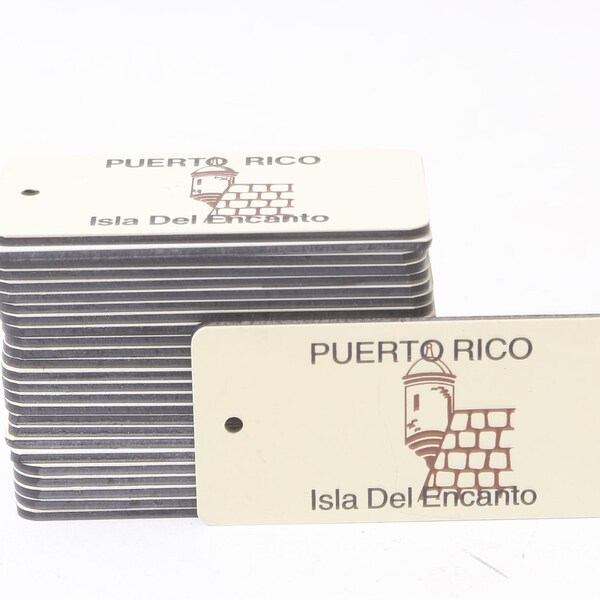 PUERTO RICO
Isla Del Encanto
PUERTO RICO
Isla Del Encanto